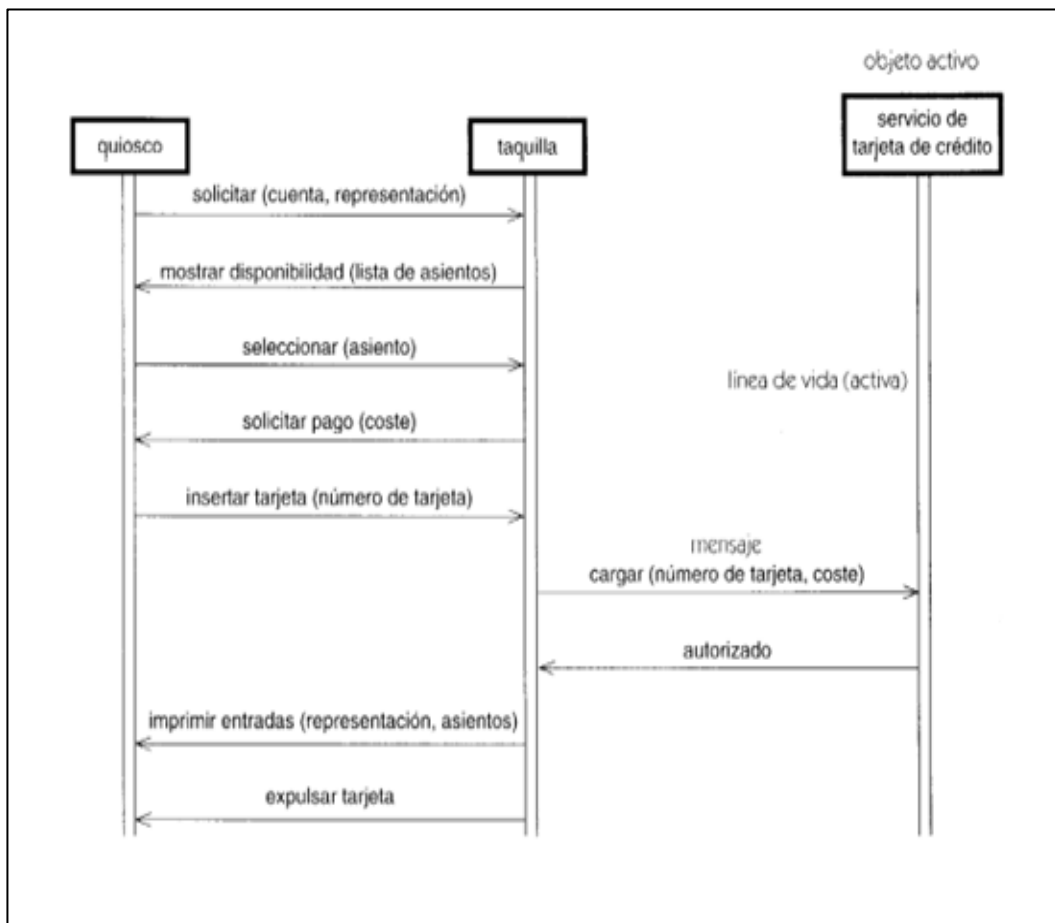 objeto activo
quiosco
taquilla
servicio de
tarjeta de crédito
solicitar (cuenta, representación)
mostrar disponibilidad (lista de asientos)
seleccionar (asiento)
línea de vida (activa)
solicitar pago (coste)
insertar tarjeta (número de tarjeta)
mensaje
cargar (número de tarjeta, coste)
autorizado
imprimir entradas (representación, asientos)
expulsar tarjeta